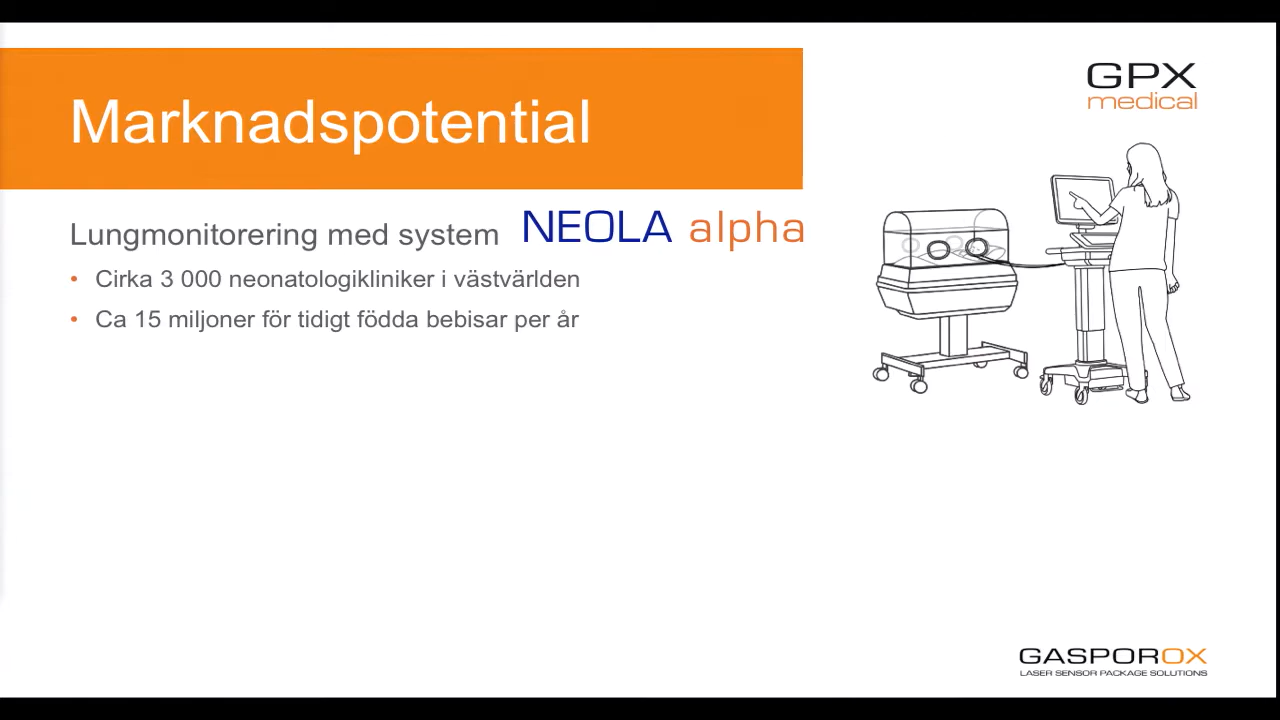 Marknadspotential
GPX
medical
Lungmonitorering med system NEOLA alpha
• Cirka 3 000 neonatologikliniker i västvärlden
• Ca 15 miljoner för tidigt födda bebisar per år
GASPOROX
LASER SENSOR PACKAGE SOLUTIONS